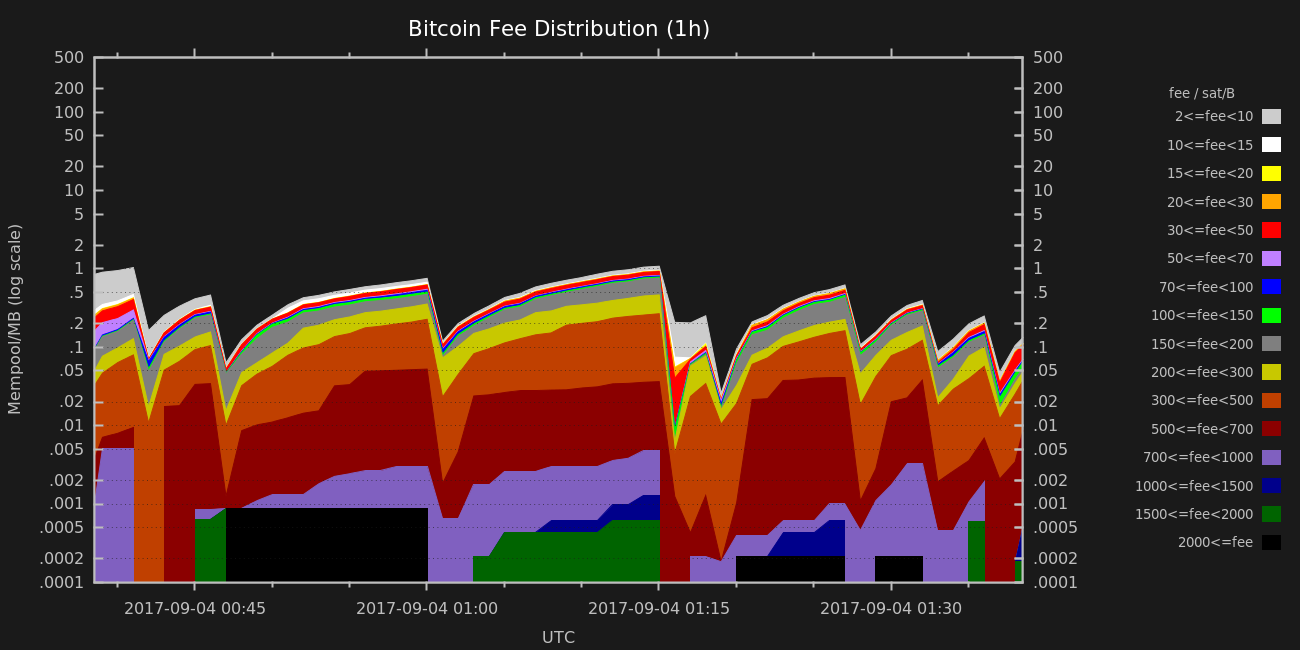 Bitcoin Fee Distribution (1h)
500 500
200 200
100 100
50 50
20 20
10 10
5 5
2 2
1 1
.5 .5
.2 .2
.1 .1
.05 .05
.02 .02
.01 .01
.005 .005
.002 .002
.001 .001
.0005 .0005
.0002 .0002
.0001 .0001
Mempool/MB (log scale)
2017-09-04 00:45 2017-09-04 01:00 2017-09-04 01:15 2017-09-04 01:30
UTC
fee / sat/B
2<=fee<10
10<=fee<15
15<=fee<20
20<=fee<30
30<=fee<50
50<=fee<70
70<=fee<100
100<=fee<150
150<=fee<200
200<=fee<300
300<=fee<500
500<=fee<700
700<=fee<1000
1000<=fee<1500
1500<=fee<2000
2000<=fee